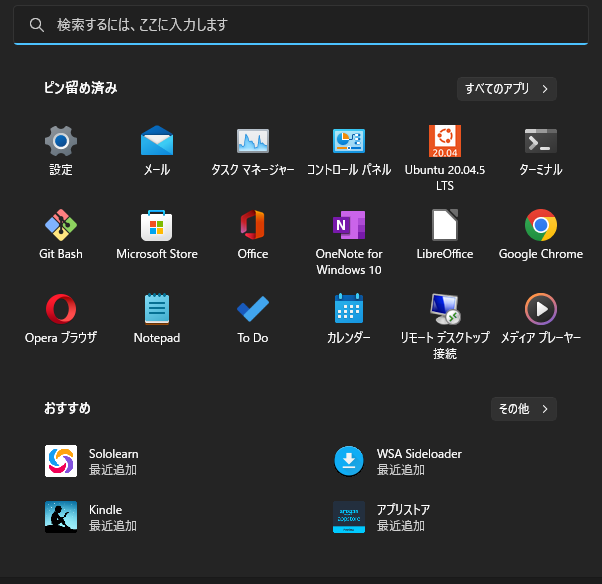 検索するには、ここに入力します
ピン留め済み
すべてのアプリ
設定
メール
タスク マネージャー
コントロール パネル
20.04
Ubuntu 20.04.5
LTS
ターミナル
Git Bash
Microsoft Store
Office
N
OneNote for
Windows 10
LibreOffice
Google Chrome
Opera ブラウザ
Notepad
To Do
カレンダー
リモート デスクトップ
接続
メディア プレーヤー
おすすめ
その他
Sololearn
最近追加
WSA Sideloader
最近追加
Kindle
最近追加
amazon
appstore
アプリストア
最近追加